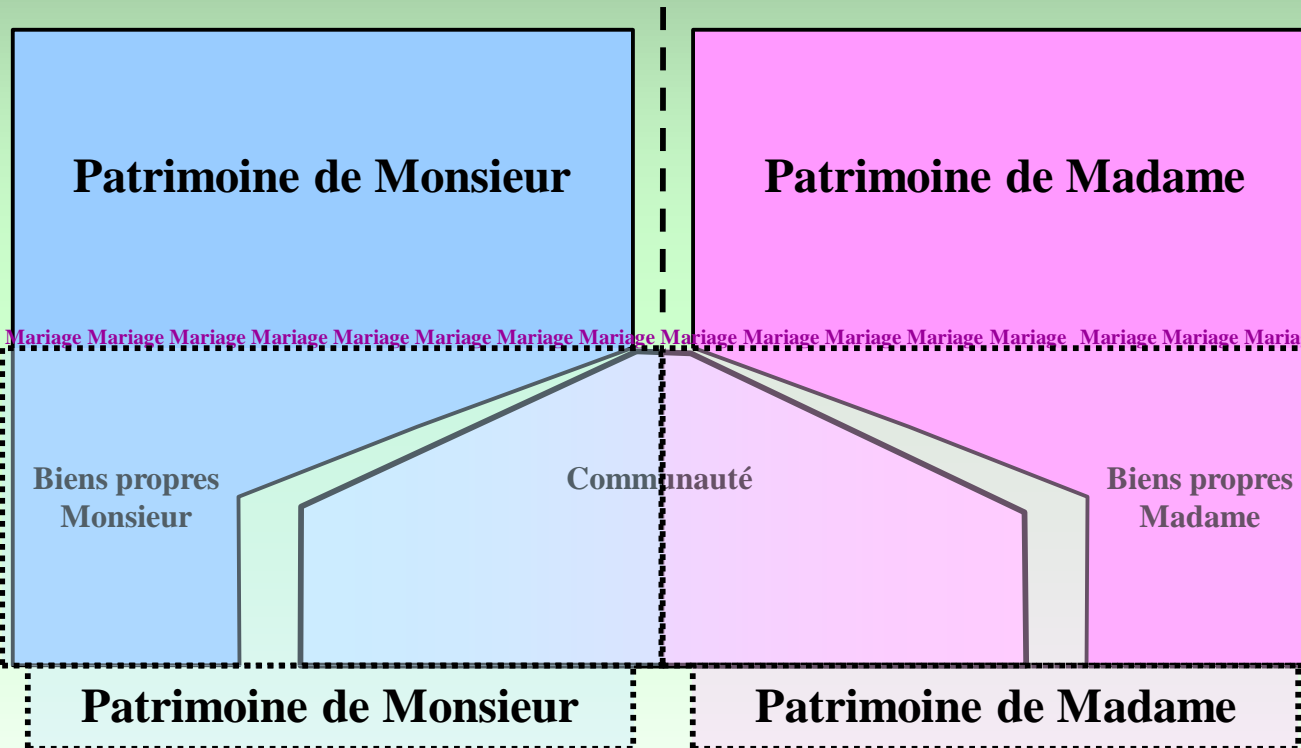 Patrimoine de Monsieur
Patrimoine de Madame
Mariage Mariage Mariage Mariage Mariage Mariage Mariage Mariage Mariage Mariage Mariage Mariage Mariage Mariage Mariage Maria
Biens propres
Monsieur
Communauté
Biens propres
Madame
Patrimoine de Monsieur
Patrimoine de Madame